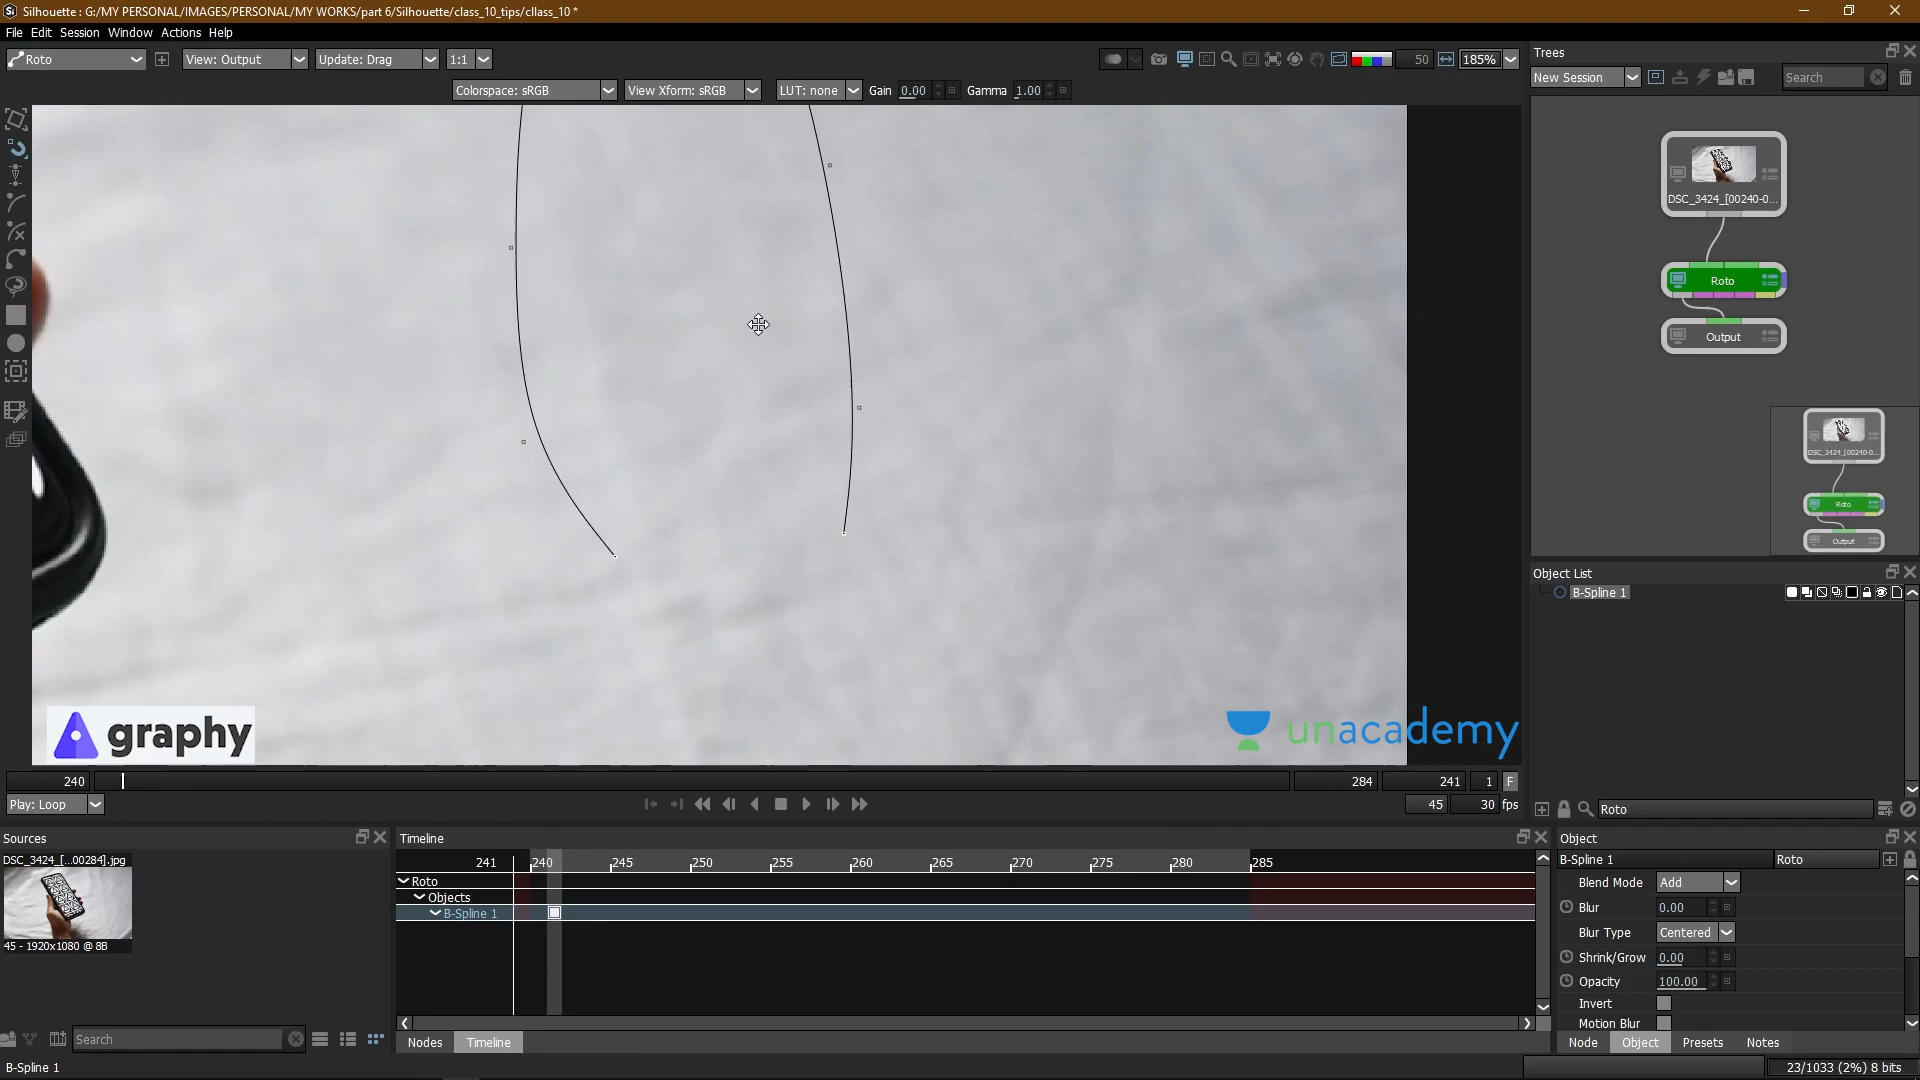 Silhouette : G:/MY PERSONAL/IMAGES/PERSONAL/MY WORKS/part 6/Silhouette/class_10_tips/cllass_10 *
File Edit Session Window Actions Help
Roto View: Output Update: Drag 1:1 50 185%
Colorspace: sRGB View Xform: sRGB LUT: none Gain 0.00 Gamma 1.00
Trees
New Session Search
DSC_3424_[00240-0...
Roto
Output
DSC_3424_[00240-0...
Roto
Output
Object List
B-Spline 1
graphy
unacademy
240 284 241 1 F
Play: Loop 45 30 fps
Roto
Sources
DSC_3424_[...00284].jpg
45 - 1920x1080 @ 8B
Search
Timeline
241 240 245 250 255 260 265 270 275 280 285
Roto
Objects
B-Spline 1
Nodes Timeline
Object
B-Spline 1 Roto
Blend Mode Add
Blur 0.00
Blur Type Centered
Shrink/Grow 0.00
Opacity 100.00
Invert
Motion Blur
Node Object Presets Notes
B-Spline 1
23/1033 (2%) 8 bits